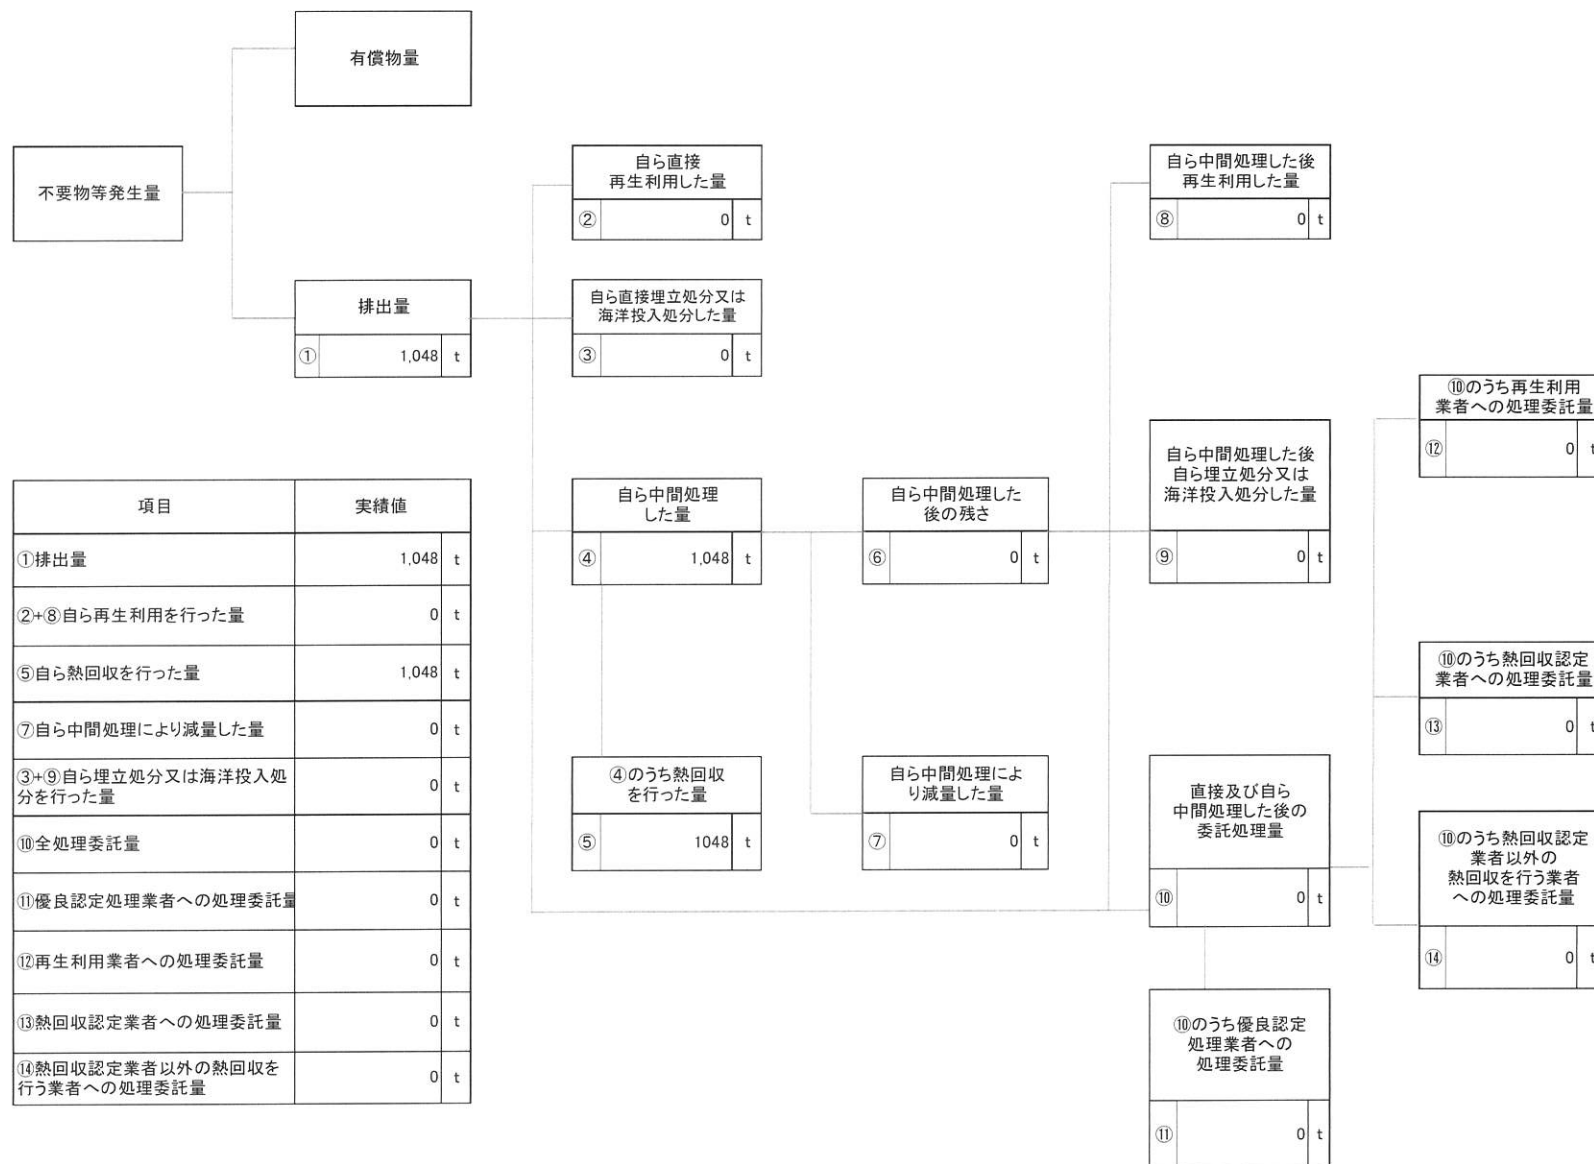 有償物量
不要物等発生量
排出量
① 1,048 t
自ら直接
再生利用した量
② 0 t
自ら直接埋立処分又は
海洋投入処分した量
③ 0 t
自ら中間処理
した量
④ 1,048 t
④のうち熱回収
を行った量
⑤ 1048 t
自ら中間処理した
後の残さ
⑥ 0 t
自ら中間処理によ
り減量した量
⑦ 0 t
自ら中間処理した後
再生利用した量
⑧ 0 t
自ら中間処理した後
自ら埋立処分又は
海洋投入処分した量
⑨ 0 t
直接及び自ら
中間処理した後の
委託処理量
⑩ 0 t
⑩のうち優良認定
処理業者への
処理委託量
⑪ 0 t
⑩のうち再生利用
業者への処理委託量
⑫ 0 t
⑩のうち熱回収認定
業者への処理委託量
⑬ 0 t
⑩のうち熱回収認定
業者以外の
熱回収を行う業者
への処理委託量
⑭ 0 t
項目 実績値
①排出量 1,048 t
②+⑧自ら再生利用を行った量 0 t
⑤自ら熱回収を行った量 1,048 t
⑦自ら中間処理により減量した量 0 t
③+⑨自ら埋立処分又は海洋投入処
分を行った量 0 t
⑩全処理委託量 0 t
⑪優良認定処理業者への処理委託量 0 t
⑫再生利用業者への処理委託量 0 t
⑬熱回収認定業者への処理委託量 0 t
⑭熱回収認定業者以外の熱回収を
行う業者への処理委託量 0 t